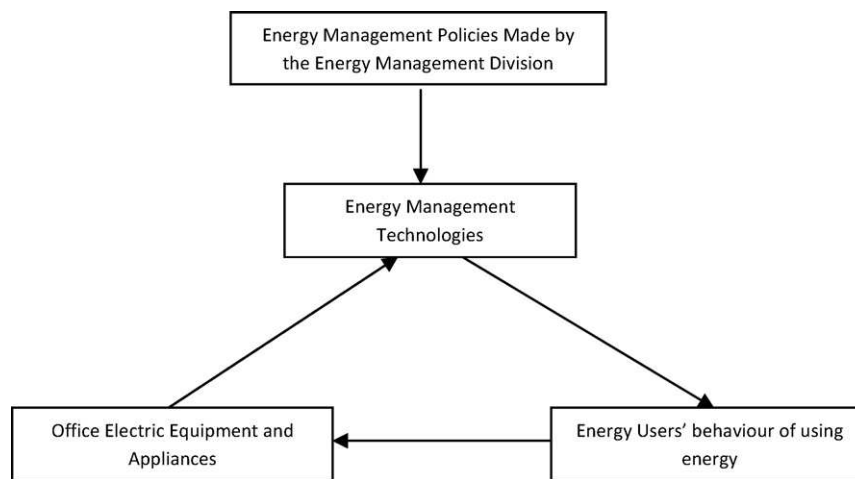 Energy Management Policies Made by
the Energy Management Division
Energy Management
Technologies
Office Electric Equipment and
Appliances
Energy Users’ behaviour of using
energy